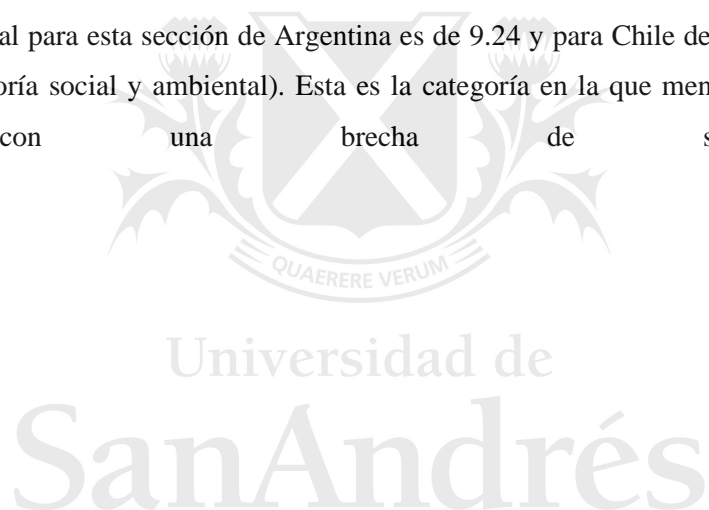 al para esta sección de Argentina es de 9.24 y para Chile de
oría social y ambiental). Esta es la categoría en la que men
con una brecha de s
QUAERERE VERUM
Universidad de
SanAndrés